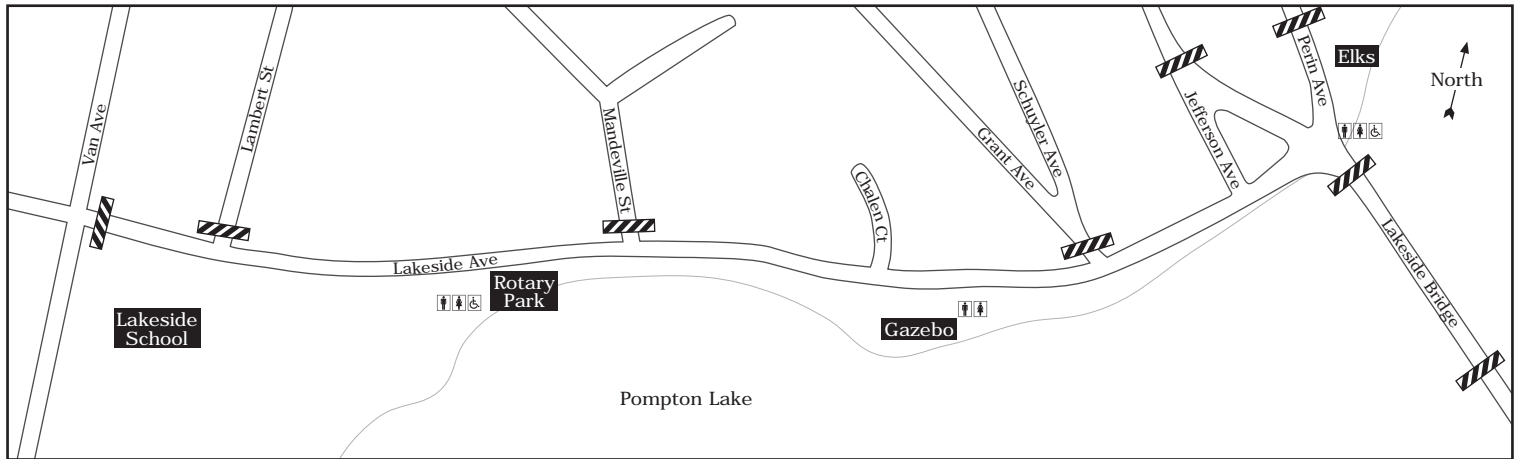 Van Ave
Lambert St
Mandeville St
Chalen Ct
Grant Ave
Schuyler Ave
Jefferson Ave
Perin Ave
Elks
North
Lakeside Ave
Rotary
Park
Lakeside
School
Gazebo
Lakeside Bridge
Pompton Lake